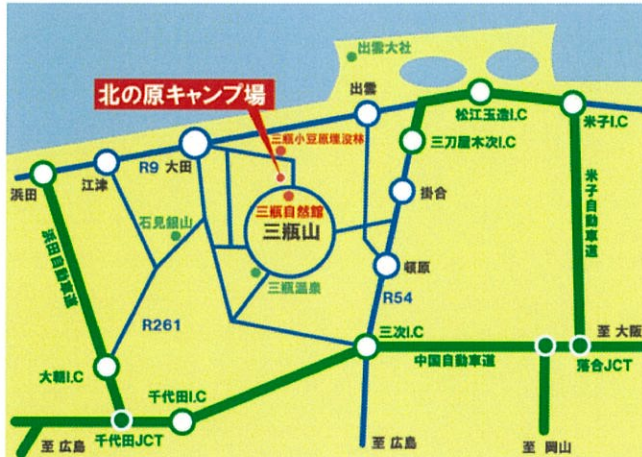 出雲大社
北の原キャンプ場
出雲
松江玉造I.C
米子I.C
三瓶小豆原埋没林
三刀屋木次I.C
R9
大田
浜田
江津
掛合
三瓶自然館
三瓶山
石見銀山
米子自動車道
浜田自動車道
三瓶温泉
頓原
R54
R261
三次I.C
至 大阪
大朝I.C
中国自動車道
落合JCT
千代田I.C
千代田JCT
至 広島
至 広島
至 岡山